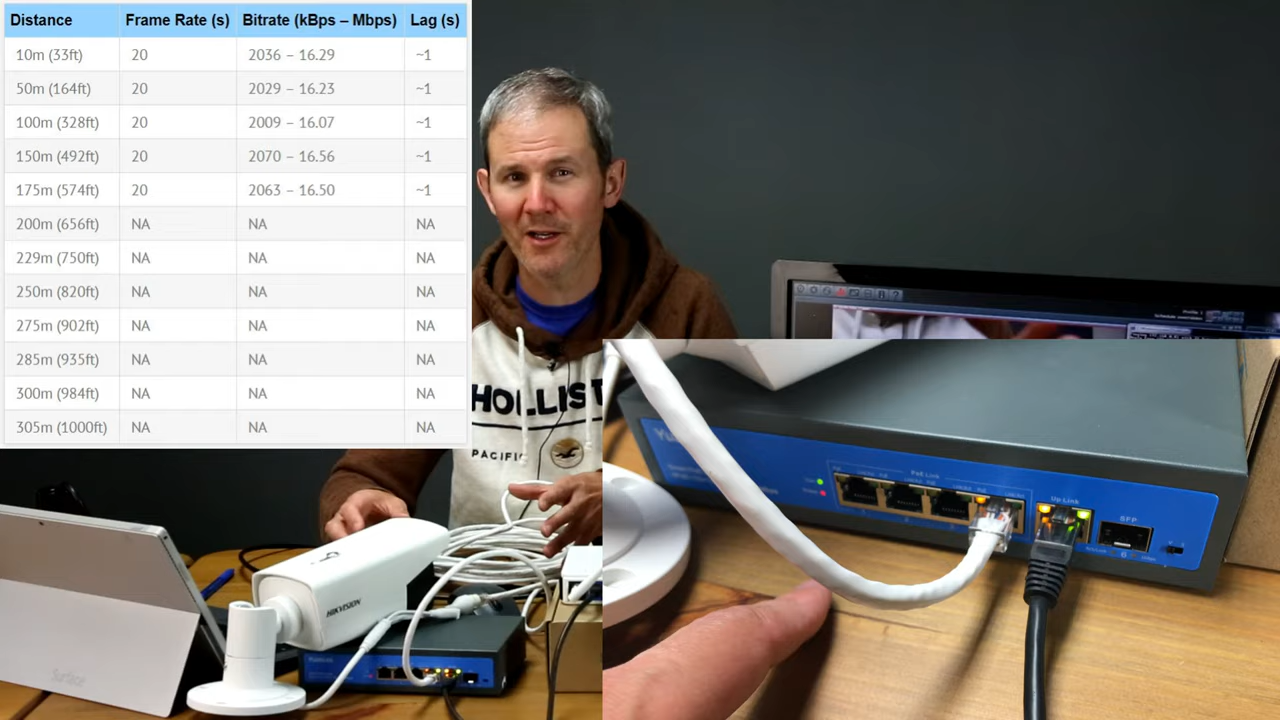 Distance Frame Rate (s) Bitrate (kBps – Mbps) Lag (s)
10m (33ft) 20 2036 – 16.29 ~1
50m (164ft) 20 2029 – 16.23 ~1
100m (328ft) 20 2009 – 16.07 ~1
150m (492ft) 20 2070 – 16.56 ~1
175m (574ft) 20 2063 – 16.50 ~1
200m (656ft) NA NA NA
229m (750ft) NA NA NA
250m (820ft) NA NA NA
275m (902ft) NA NA NA
285m (935ft) NA NA NA
300m (984ft) NA NA NA
305m (1000ft) NA NA NA
HOLLIST
PACIFIC
HIKVISION
Surface
PoE Link
Up Link
SFP
6